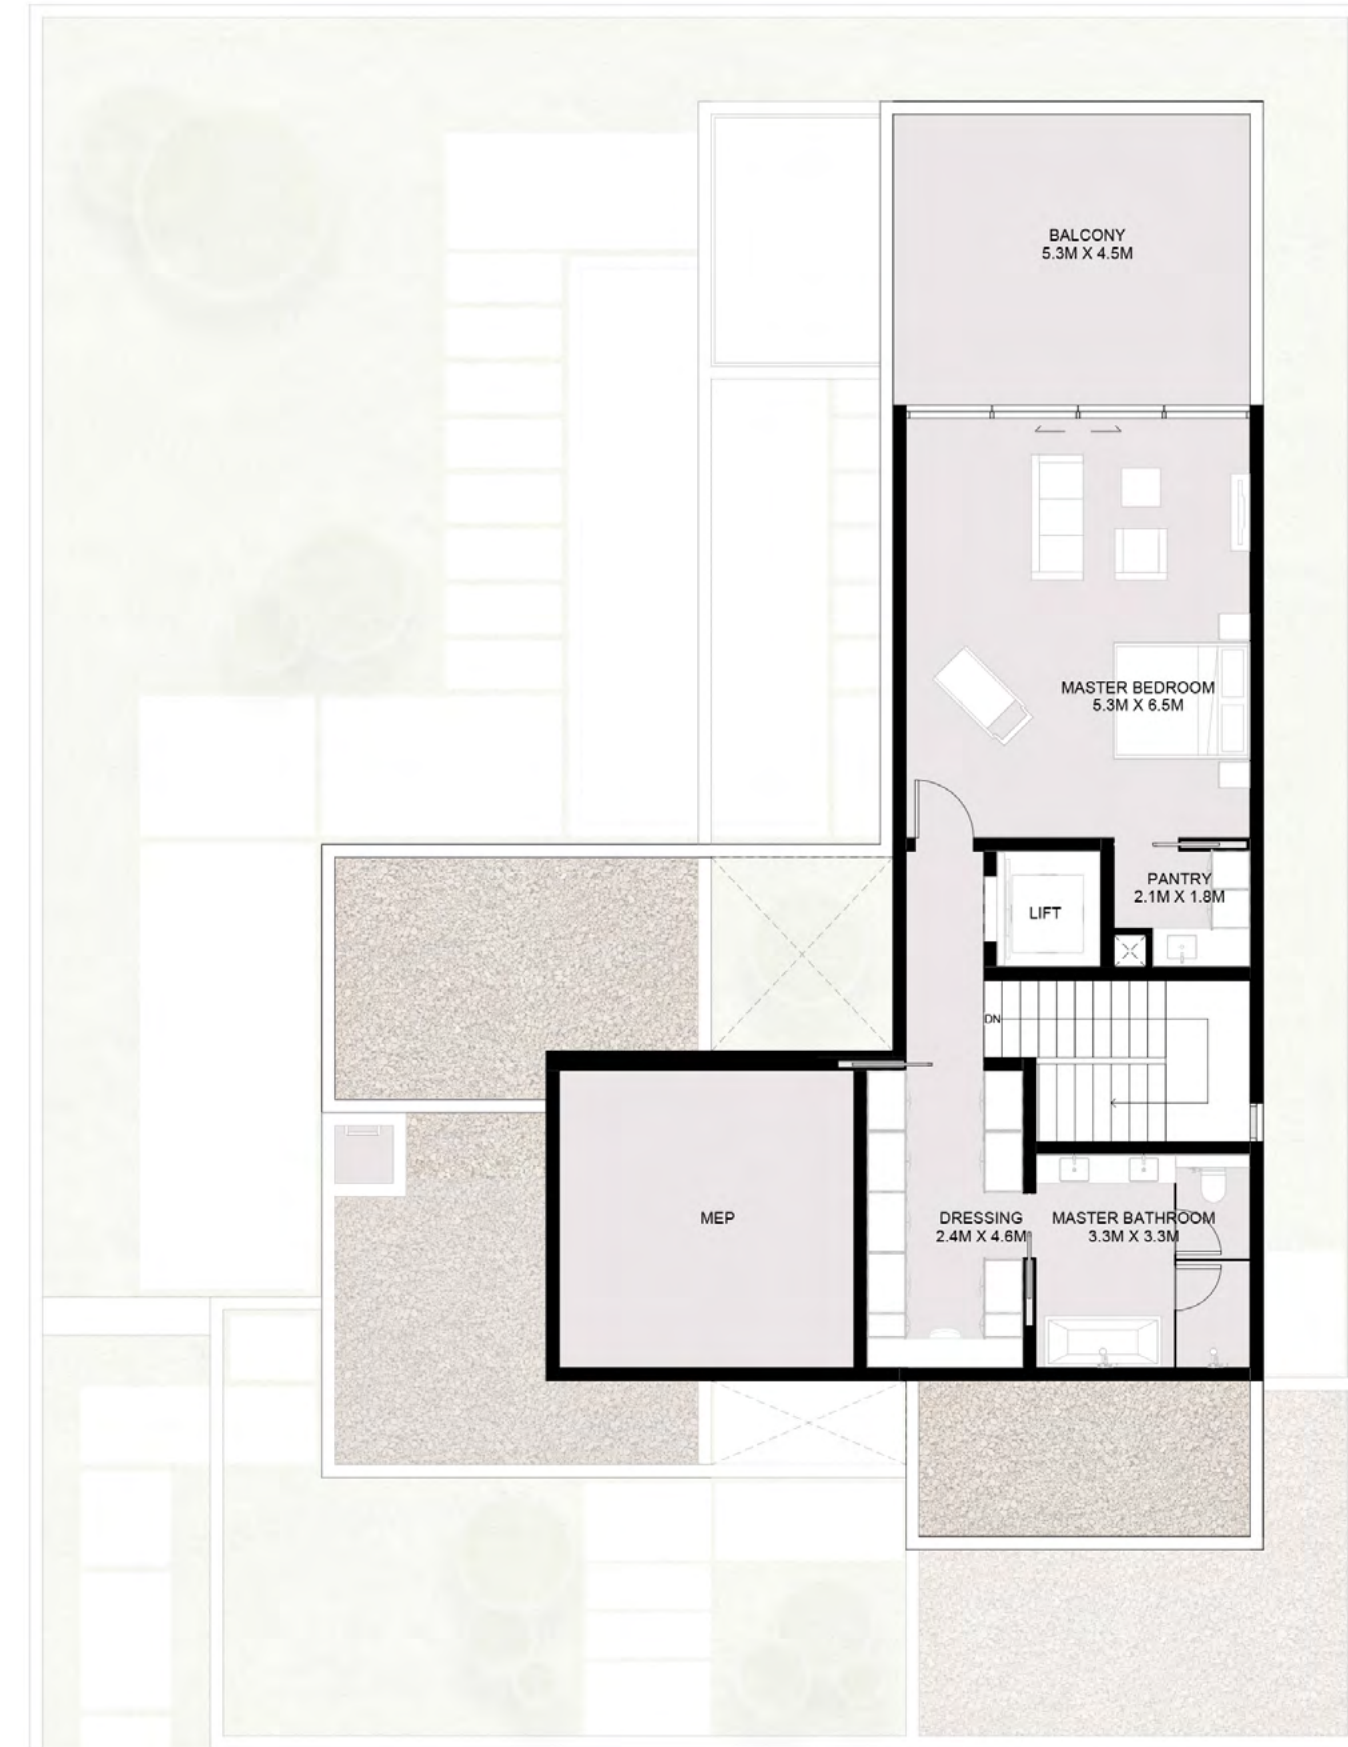 BALCONY
5.3M X 4.5M
MASTER BEDROOM
5.3M X 6.5M
PANTRY
2.1M X 1.8M
LIFT
DN
MEP
DRESSING
2.4M X 4.6M
MASTER BATHROOM
3.3M X 3.3M